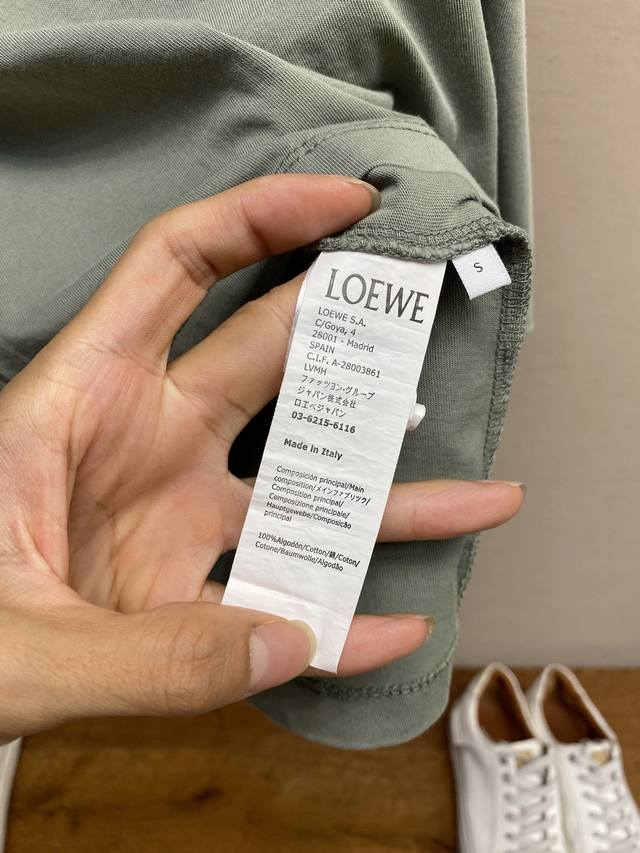 LOEWE
S
LOEWE S.A.
C/Goya, 4
28001 - Madrid
SPAIN
C.I.F. A-28003861
LVMH
ファッツヨン・グループ
ジャパン株式会社
ロエベジャパン
03-6215-6116
Made in Italy
Composición principal/Main
composition/メインファブリック/
Composition principal/
Composizione principale/
Hauptgewebe/Composição
principal
100%Algodón/Cotton/綿/Coton/
Cotone/Baumwolle/Algodão